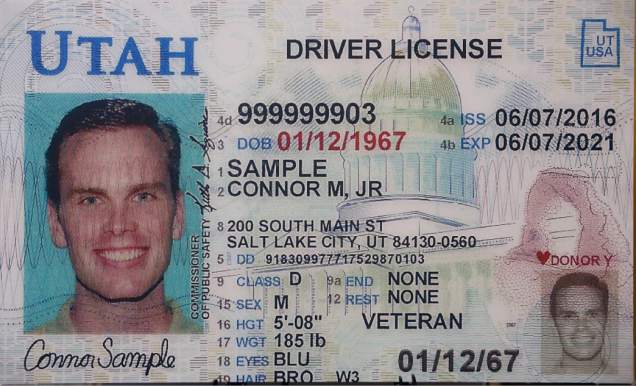 UTAH
DRIVER LICENSE
UT
USA
4d 999999903
4a ISS 06/07/2016
3 DOB 01/12/1967
4b EXP 06/07/2021
1 SAMPLE
2 CONNOR M, JR
8 200 SOUTH MAIN ST
SALT LAKE CITY, UT 84130-0560
5 DD 918309977717529870103
DONOR Y
9 CLASS D 9a END NONE
15 SEX M 12 REST NONE
16 HGT 5'-08" VETERAN
17 WGT 185 lb
18 EYES BLU 01/12/67
19 HAIR BRO W3
COMMISSIONER
OF PUBLIC SAFETY
Connor Sample